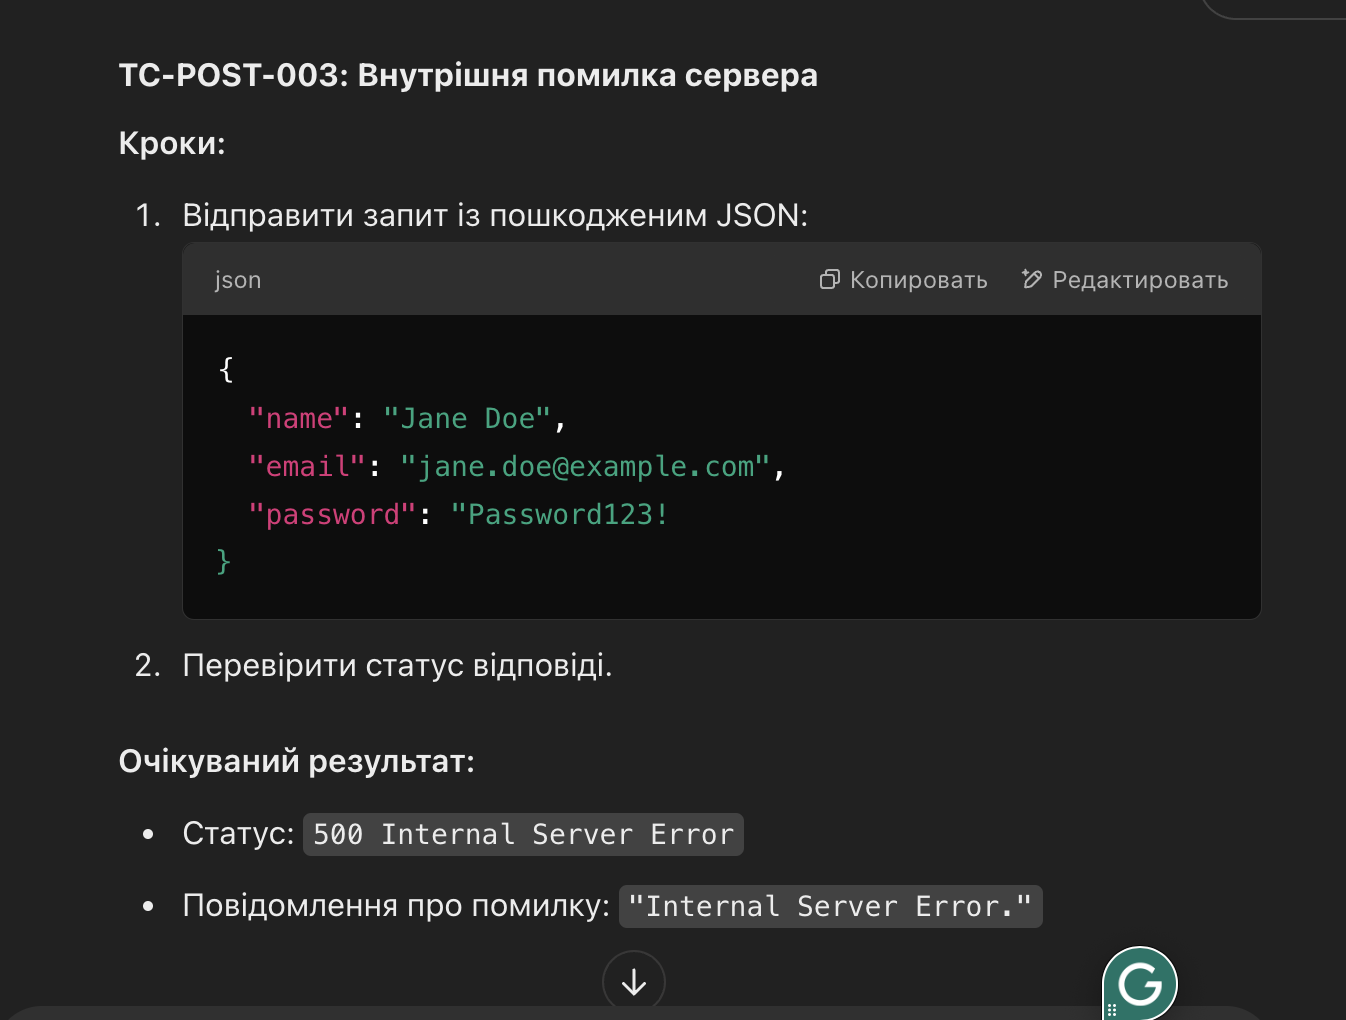 TC-POST-003: Внутрішня помилка сервера
Кроки:
1. Відправити запит із пошкодженим JSON:
json Копировать Редактировать
{
"name": "Jane Doe",
"email": "jane.doe@example.com",
"password": "Password123!
}
2. Перевірити статус відповіді.
Очікуваний результат:
• Статус: 500 Internal Server Error
• Повідомлення про помилку: "Internal Server Error."
G